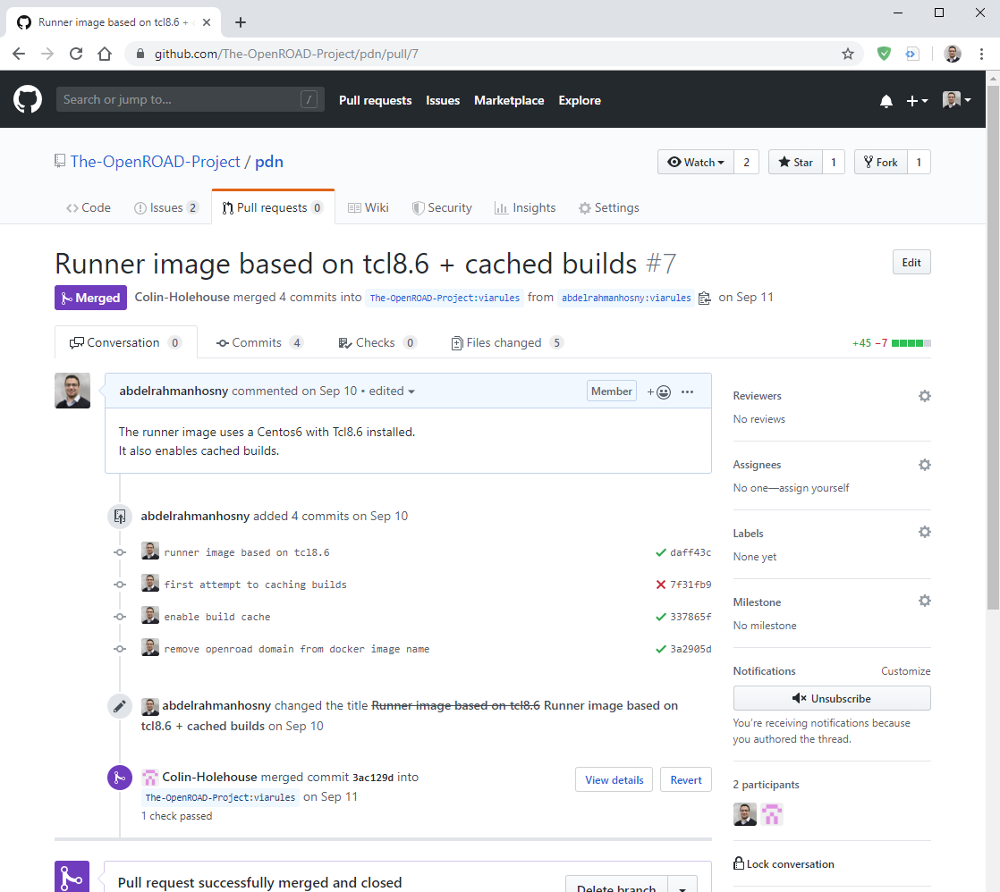 Runner image based on tcl8.6 +
github.com/The-OpenROAD-Project/pdn/pull/7
Search or jump to... / Pull requests Issues Marketplace Explore
The-OpenROAD-Project / pdn Watch 2 Star 1 Fork 1
Code Issues 2 Pull requests 0 Wiki Security Insights Settings
Runner image based on tcl8.6 + cached builds #7 Edit
Merged Colin-Holehouse merged 4 commits into The-OpenROAD-Project:viarules from abdelrahmanhosny:viarules on Sep 11
Conversation 0 Commits 4 Checks 0 Files changed 5 +45 −7
abdelrahmanhosny commented on Sep 10 • edited Member
The runner image uses a Centos6 with Tcl8.6 installed.
It also enables cached builds.
abdelrahmanhosny added 4 commits on Sep 10
runner image based on tcl8.6 daff43c
first attempt to caching builds 7f31fb9
enable build cache 337865f
remove openroad domain from docker image name 3a2905d
abdelrahmanhosny changed the title Runner image based on tcl8.6 Runner image based on
tcl8.6 + cached builds on Sep 10
Colin-Holehouse merged commit 3ac129d into View details Revert
The-OpenROAD-Project:viarules on Sep 11
1 check passed
Pull request successfully merged and closed
Delete branch
Reviewers
No reviews
Assignees
No one—assign yourself
Labels
None yet
Milestone
No milestone
Notifications Customize
Unsubscribe
You're receiving notifications because
you authored the thread.
2 participants
Lock conversation